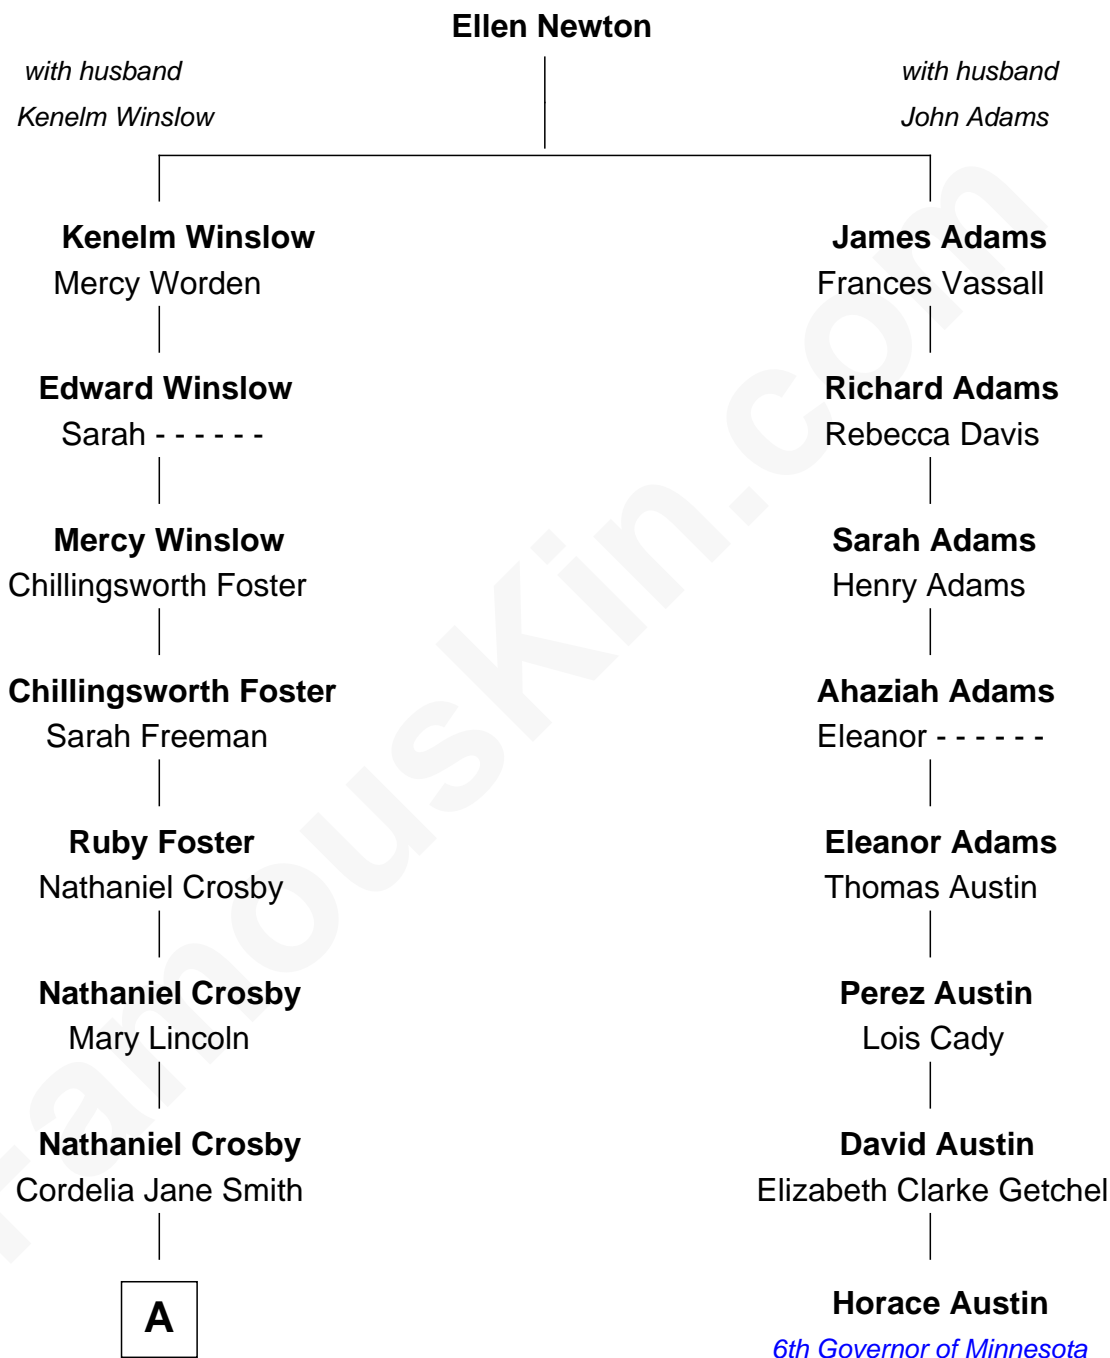 Ellen Newton
with husband
Kenelm Winslow
with husband
John Adams
Kenelm Winslow
Mercy Worden
James Adams
Frances Vassall
Edward Winslow
Sarah - - - - - -
Richard Adams
Rebecca Davis
Mercy Winslow
Chillingsworth Foster
Sarah Adams
Henry Adams
Chillingsworth Foster
Sarah Freeman
Ahaziah Adams
Eleanor - - - - - -
Ruby Foster
Nathaniel Crosby
Eleanor Adams
Thomas Austin
Nathaniel Crosby
Mary Lincoln
Perez Austin
Lois Cady
Nathaniel Crosby
Cordelia Jane Smith
David Austin
Elizabeth Clarke Getchel
A
Horace Austin
6th Governor of Minnesota
FamousKin.com